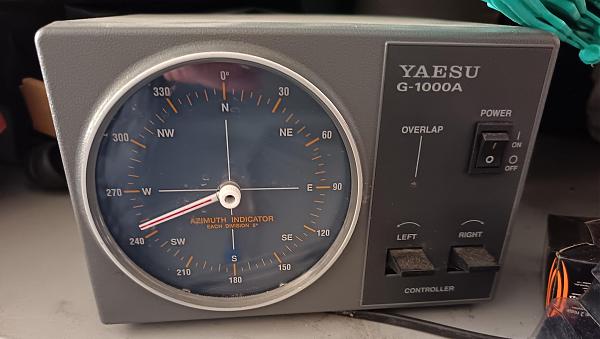 0°
30
60
90
120
150
180
210
240
270
300
330
N
NE
E
SE
S
SW
W
NW
AZIMUTH INDICATOR
EACH DIVISION 5°
YAESU
G-1000A
POWER
I
ON
O
OFF
OVERLAP
LEFT
RIGHT
CONTROLLER